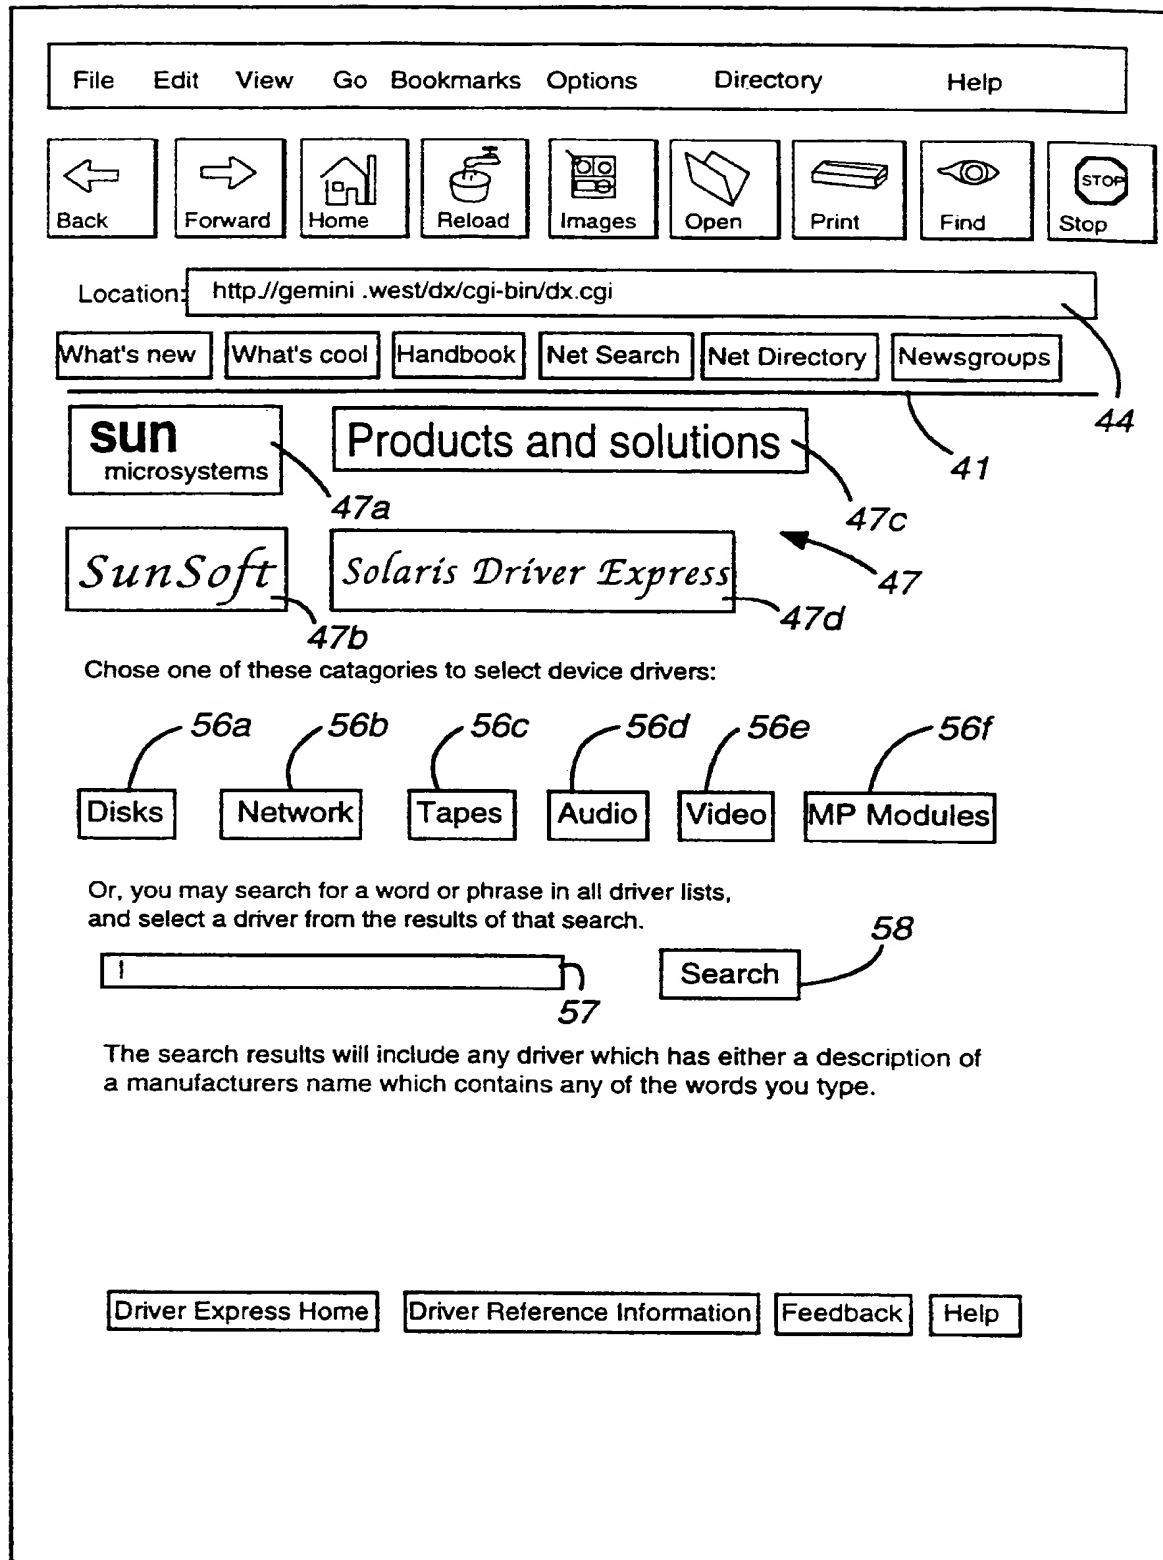 File Edit View Go Bookmarks Options Directory Help
Back Forward Home Reload Images Open Print Find STOP Stop
Location: http.//gemini .west/dx/cgi-bin/dx.cgi
What's new What's cool Handbook Net Search Net Directory Newsgroups
44
41
sun
microsystems
Products and solutions
47a
47c
SunSoft
Solaris Driver Express
47
47b
47d
Chose one of these catagories to select device drivers:
56a 56b 56c 56d 56e 56f
Disks Network Tapes Audio Video MP Modules
Or, you may search for a word or phrase in all driver lists,
and select a driver from the results of that search.
58
Search
57
The search results will include any driver which has either a description of
a manufacturers name which contains any of the words you type.
Driver Express Home Driver Reference Information Feedback Help